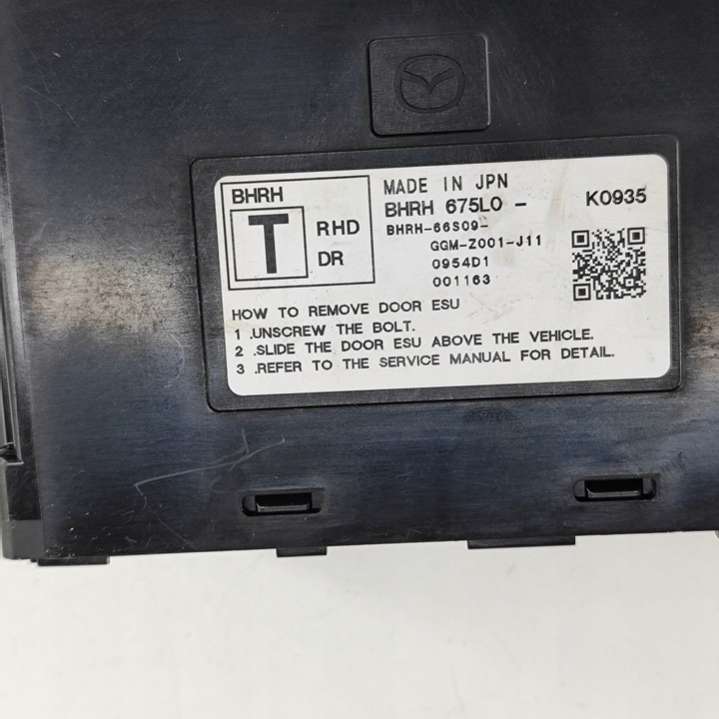 BHRH
T
RHD
DR
MADE IN JPN
BHRH 675L0 - K0935
BHRH-66S09-
GGM-Z001-J11
0954D1
001163
HOW TO REMOVE DOOR ESU
1 .UNSCREW THE BOLT.
2 .SLIDE THE DOOR ESU ABOVE THE VEHICLE.
3 .REFER TO THE SERVICE MANUAL FOR DETAIL.